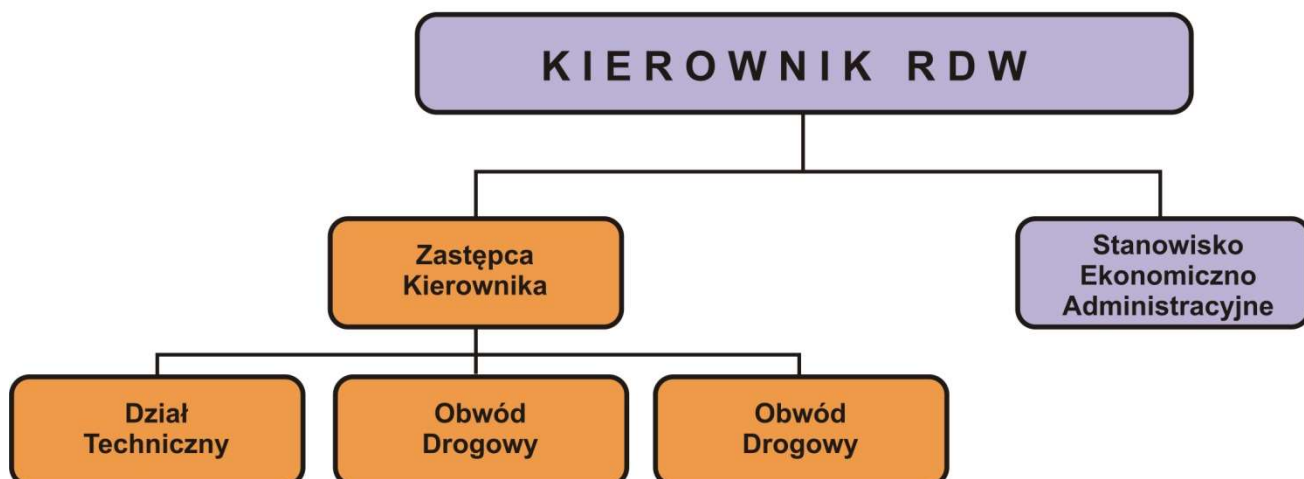 KIEROWNIK RDW
Zastępca
Kierownika
Stanowisko
Ekonomiczno
Administracyjne
Dział
Techniczny
Obwód
Drogowy
Obwód
Drogowy